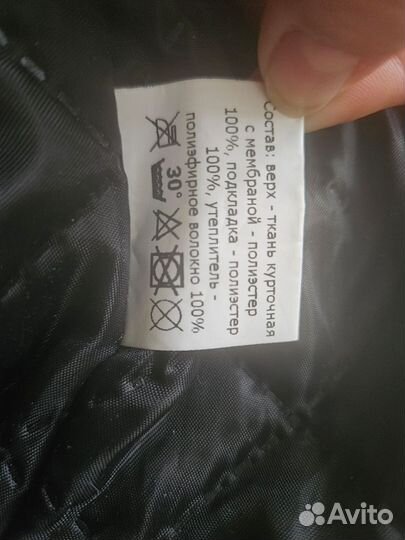 Состав: верх - ткань курточная
с мембраной - полиэстер
100%, подкладка - полиэстер
100%, утеплитель -
полиэфирное волокно 100%
30°
Avito